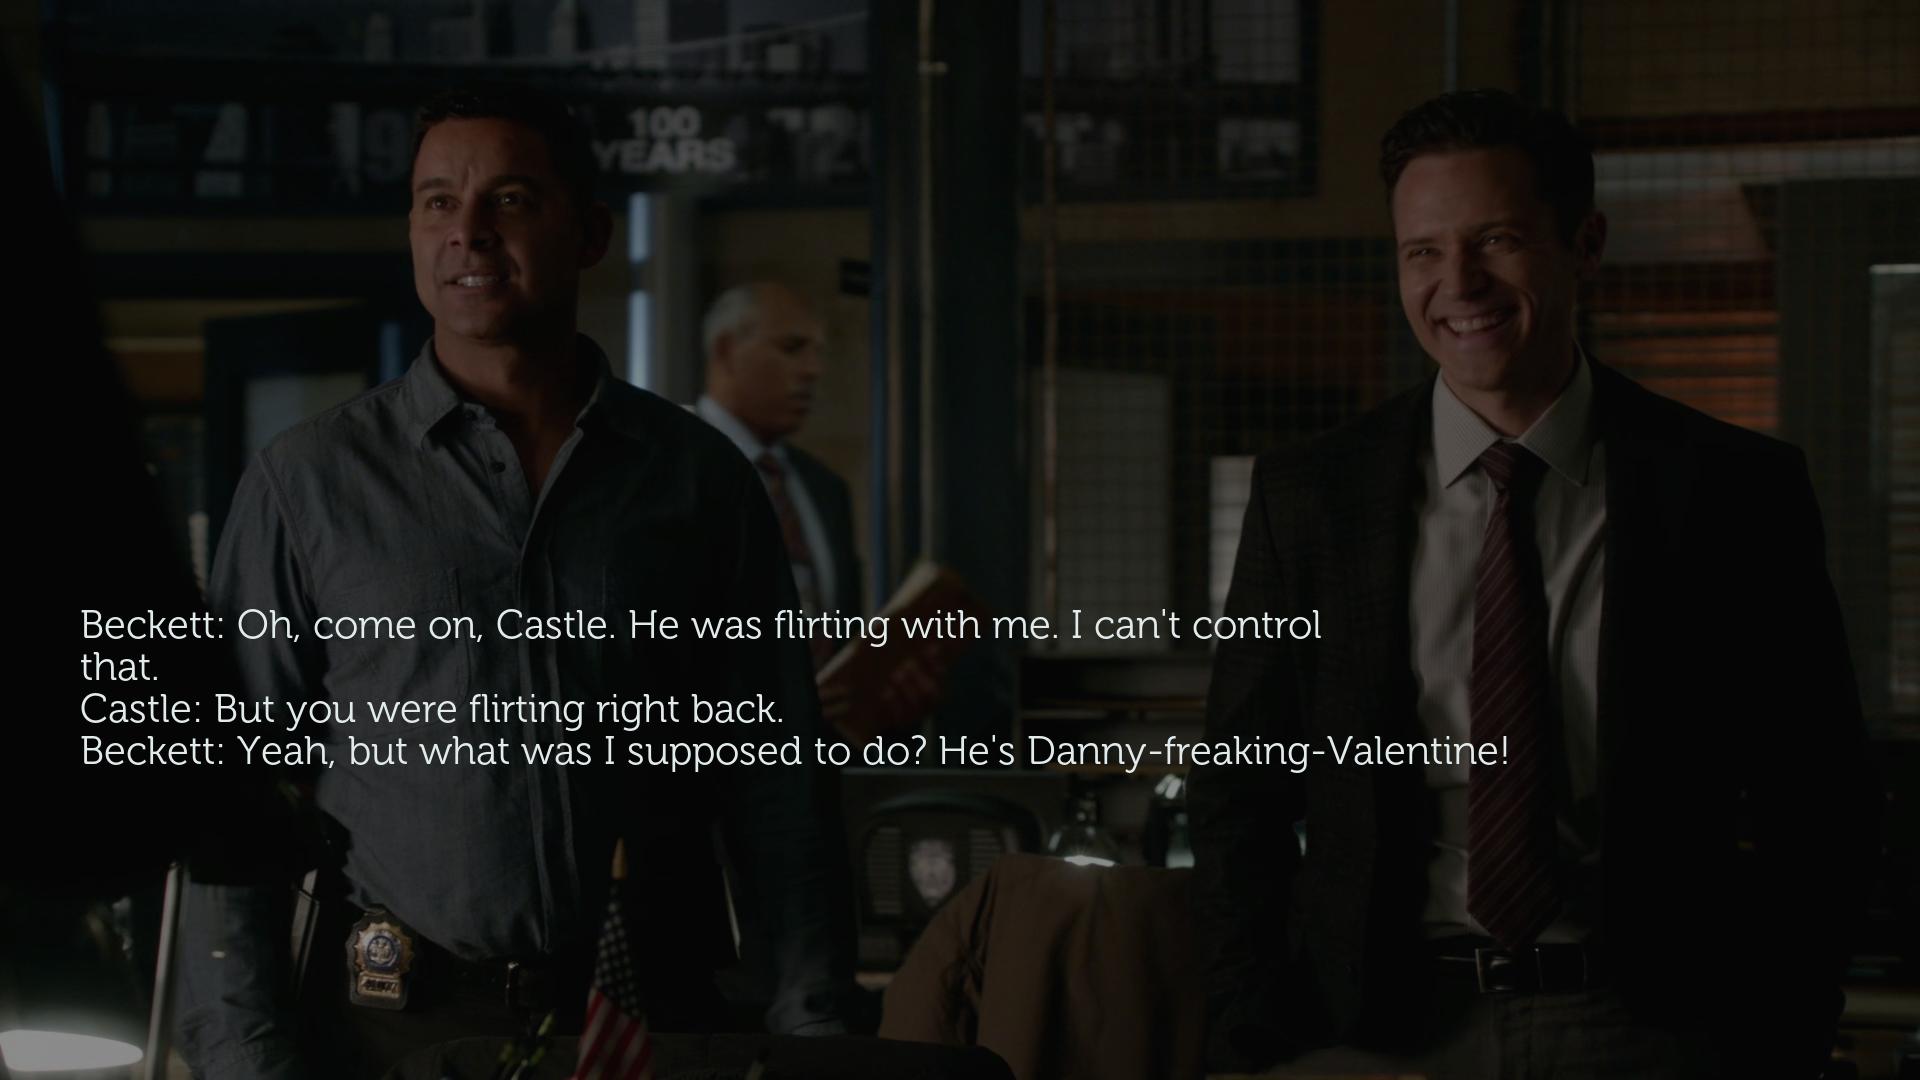 100
YEARS
Beckett: Oh, come on, Castle. He was flirting with me. I can't control
that.
Castle: But you were flirting right back.
Beckett: Yeah, but what was I supposed to do? He's Danny-freaking-Valentine!